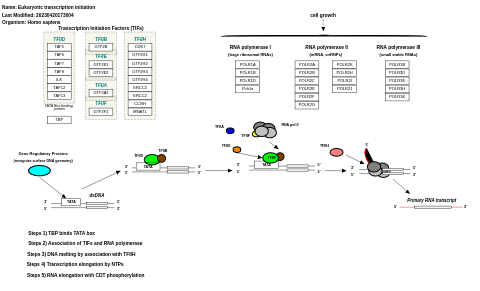 Name: Eukaryotic transcription initiation
Last Modified: 20230420173004
Organism: Homo sapiens
cell growth
Transcription Initiation Factors (TIFs)
TFIID
TAF1
TAF6
TAF7
TAF9
ILK
TAF12
TAF13
TATA Box binding protein
TBP
TFIIB
GTF2B
TFIIE
GTF2E1
GTF2E2
TFIIA
GTF2A2
TFIIF
GTF2F2
TFIIH
CDK7
GTF2H1
GTF2H2
GTF2H3
GTF2H4
ERCC3
ERCC2
CCNH
MNAT1
RNA polymerase I
(large ribosomal RNAs)
POLR1A
POLR1B
POLR1D
Polr1e
RNA polymerase II
(mRNA, snRNPs)
POLR2A
POLR2B
POLR2C
POLR2E
POLR2F
POLR2G
POLR2K
POLR2H
POLR2I
POLR2J
RNA polymerase III
(small stable RNAs)
POLR3B
POLR3D
POLR3E
POLR3H
POLR3K
Gene Regulatory Proteins
(recognise surface DNA geometry)
dsDNA
3'
5'
TATA
5'
3'
TFIID
TFIIB
3'
5'
TATA
5'
3'
TFIIA
TFIIF
RNA pol II
TFIIE
TFIIF
3'
5'
TATA
5'
3'
TFIIH
3'
3'
5'
5'
3'
Primary RNA transcript
5'
3'
Steps 1) TBP binds TATA box
Steps 2) Association of TIFs and RNA polymerase
Steps 3) DNA melting by association with TFIIH
Steps 4) Transcription elongation by NTPs
Steps 5) RNA elongation with CDT phosphorylation